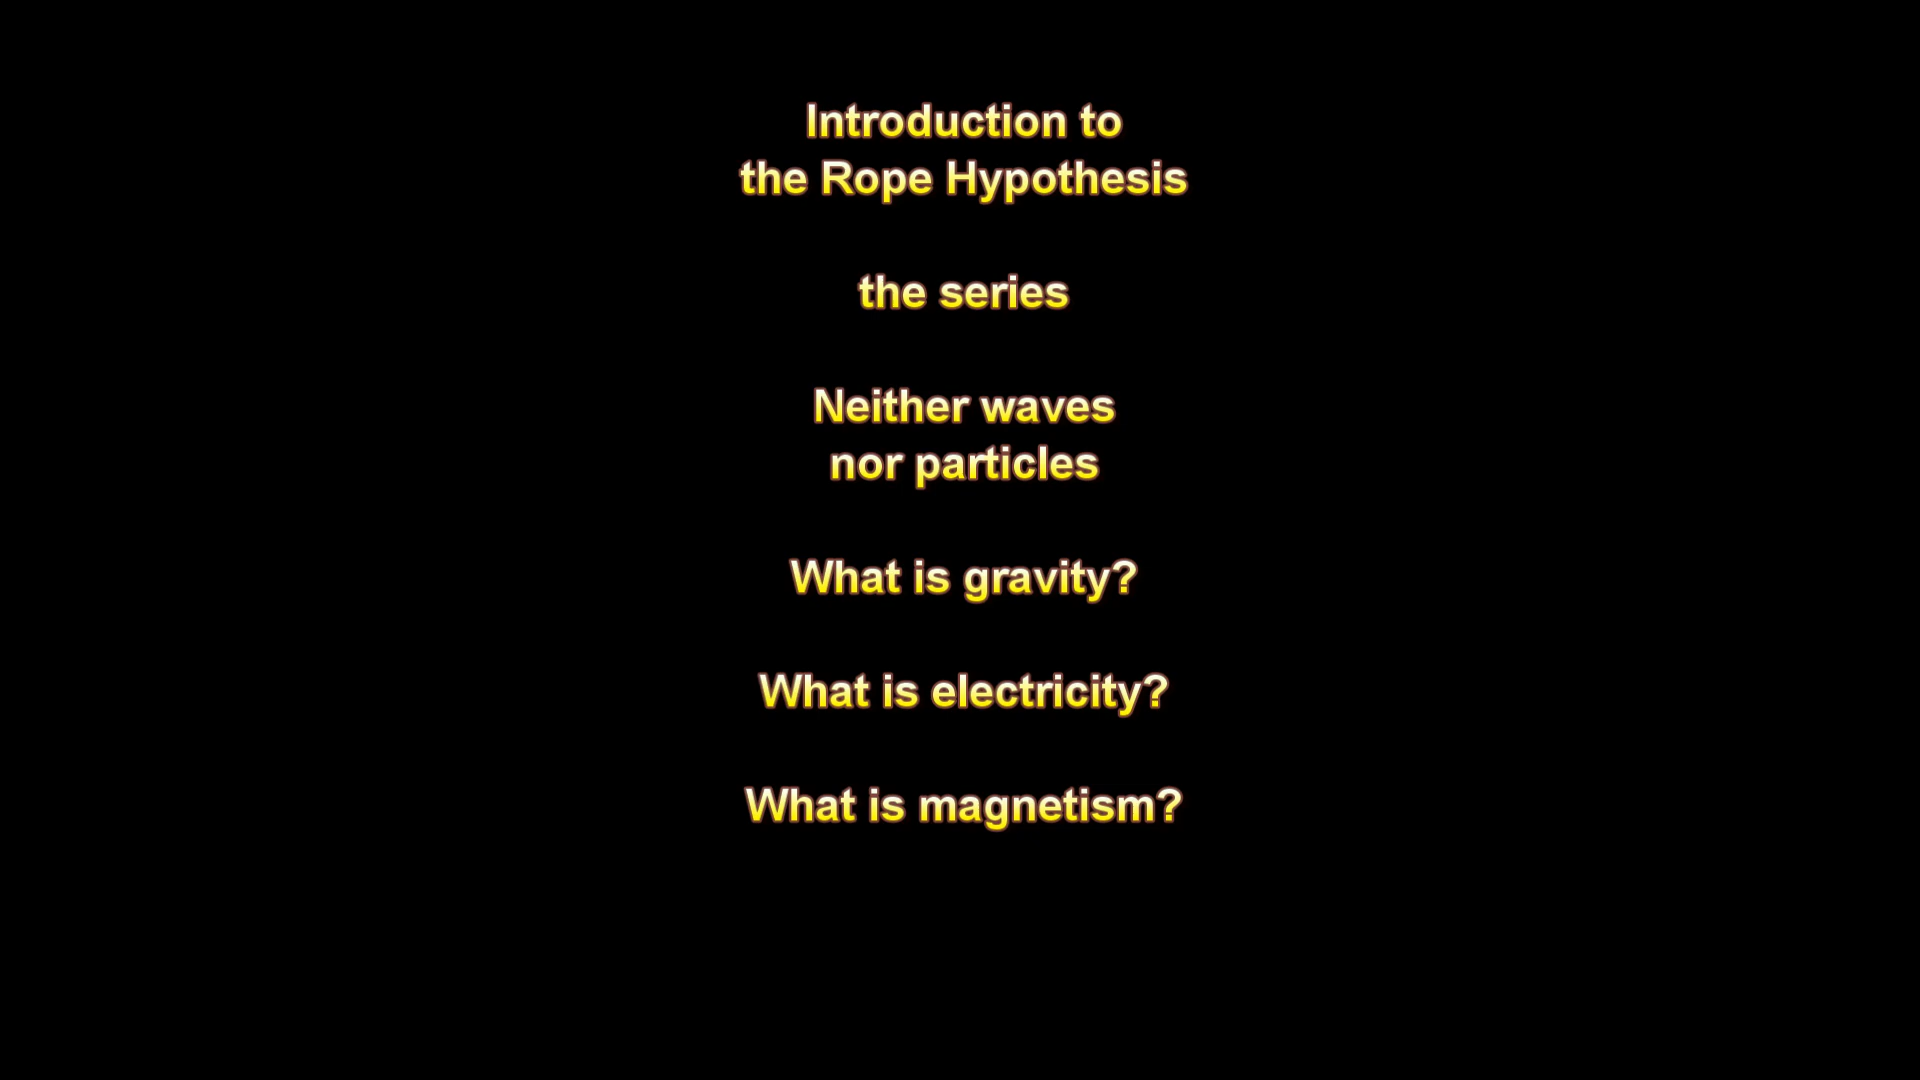 Introduction to
the Rope Hypothesis
the series
Neither waves
nor particles
What is gravity?
What is electricity?
What is magnetism?